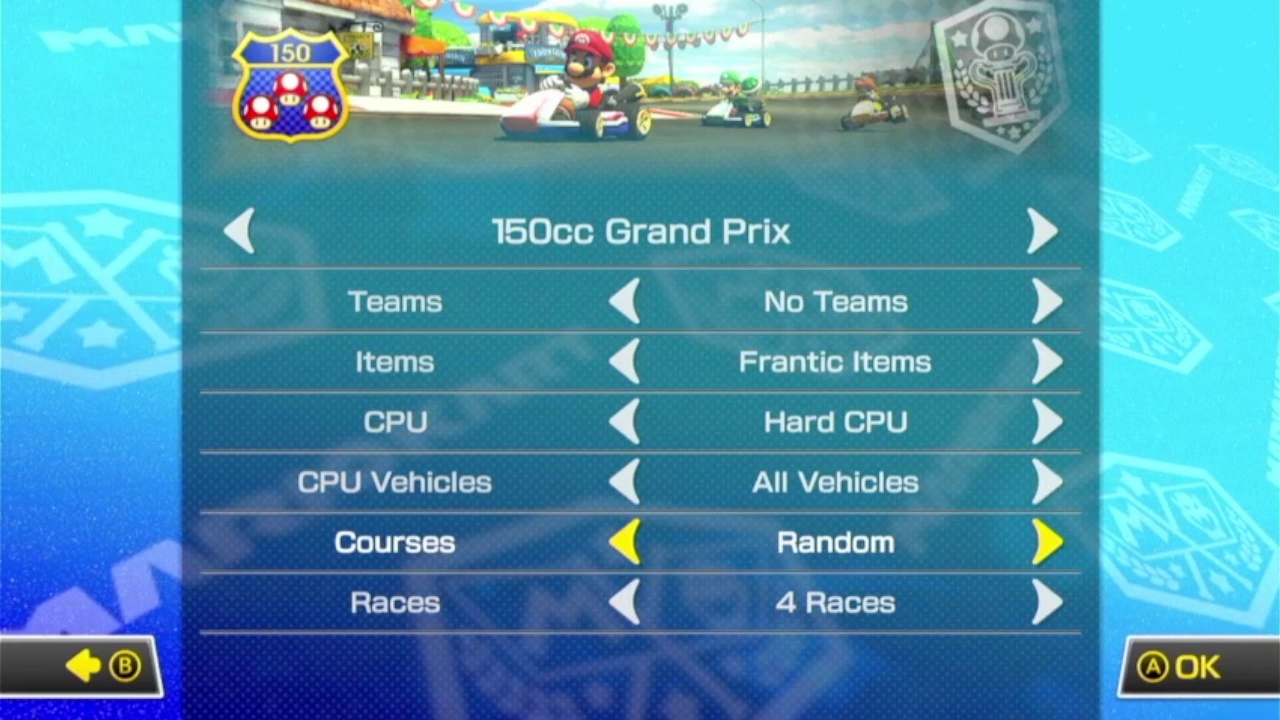 150
150cc Grand Prix
Teams No Teams
Items Frantic Items
CPU Hard CPU
CPU Vehicles All Vehicles
Courses Random
Races 4 Races
B
A OK